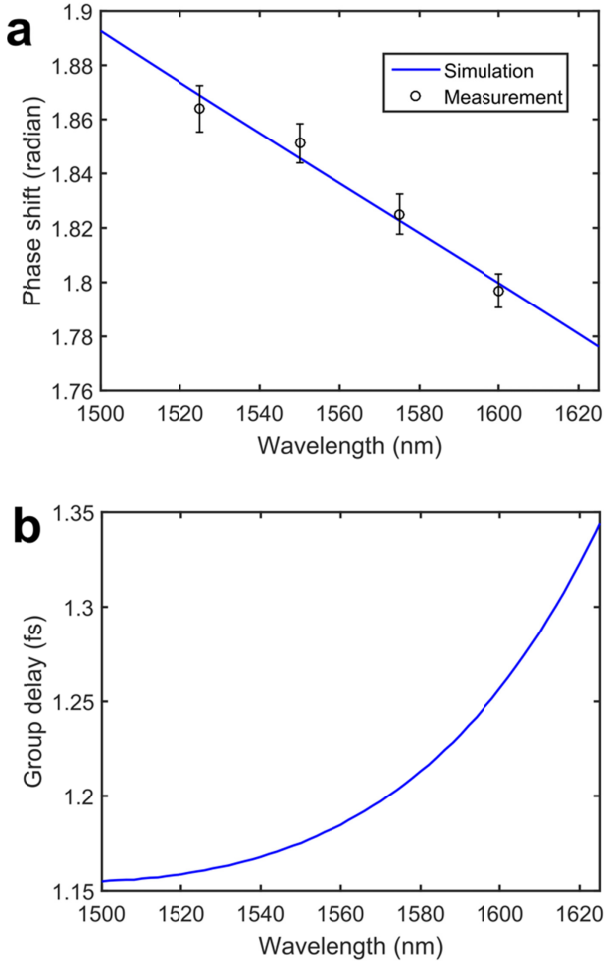 a
1.9
1.88
1.86
1.84
1.82
1.8
1.78
1.76
Phase shift (radian)
Simulation
Measurement
1500 1520 1540 1560 1580 1600 1620
Wavelength (nm)
b
1.35
1.3
1.25
1.2
1.15
Group delay (fs)
1500 1520 1540 1560 1580 1600 1620
Wavelength (nm)